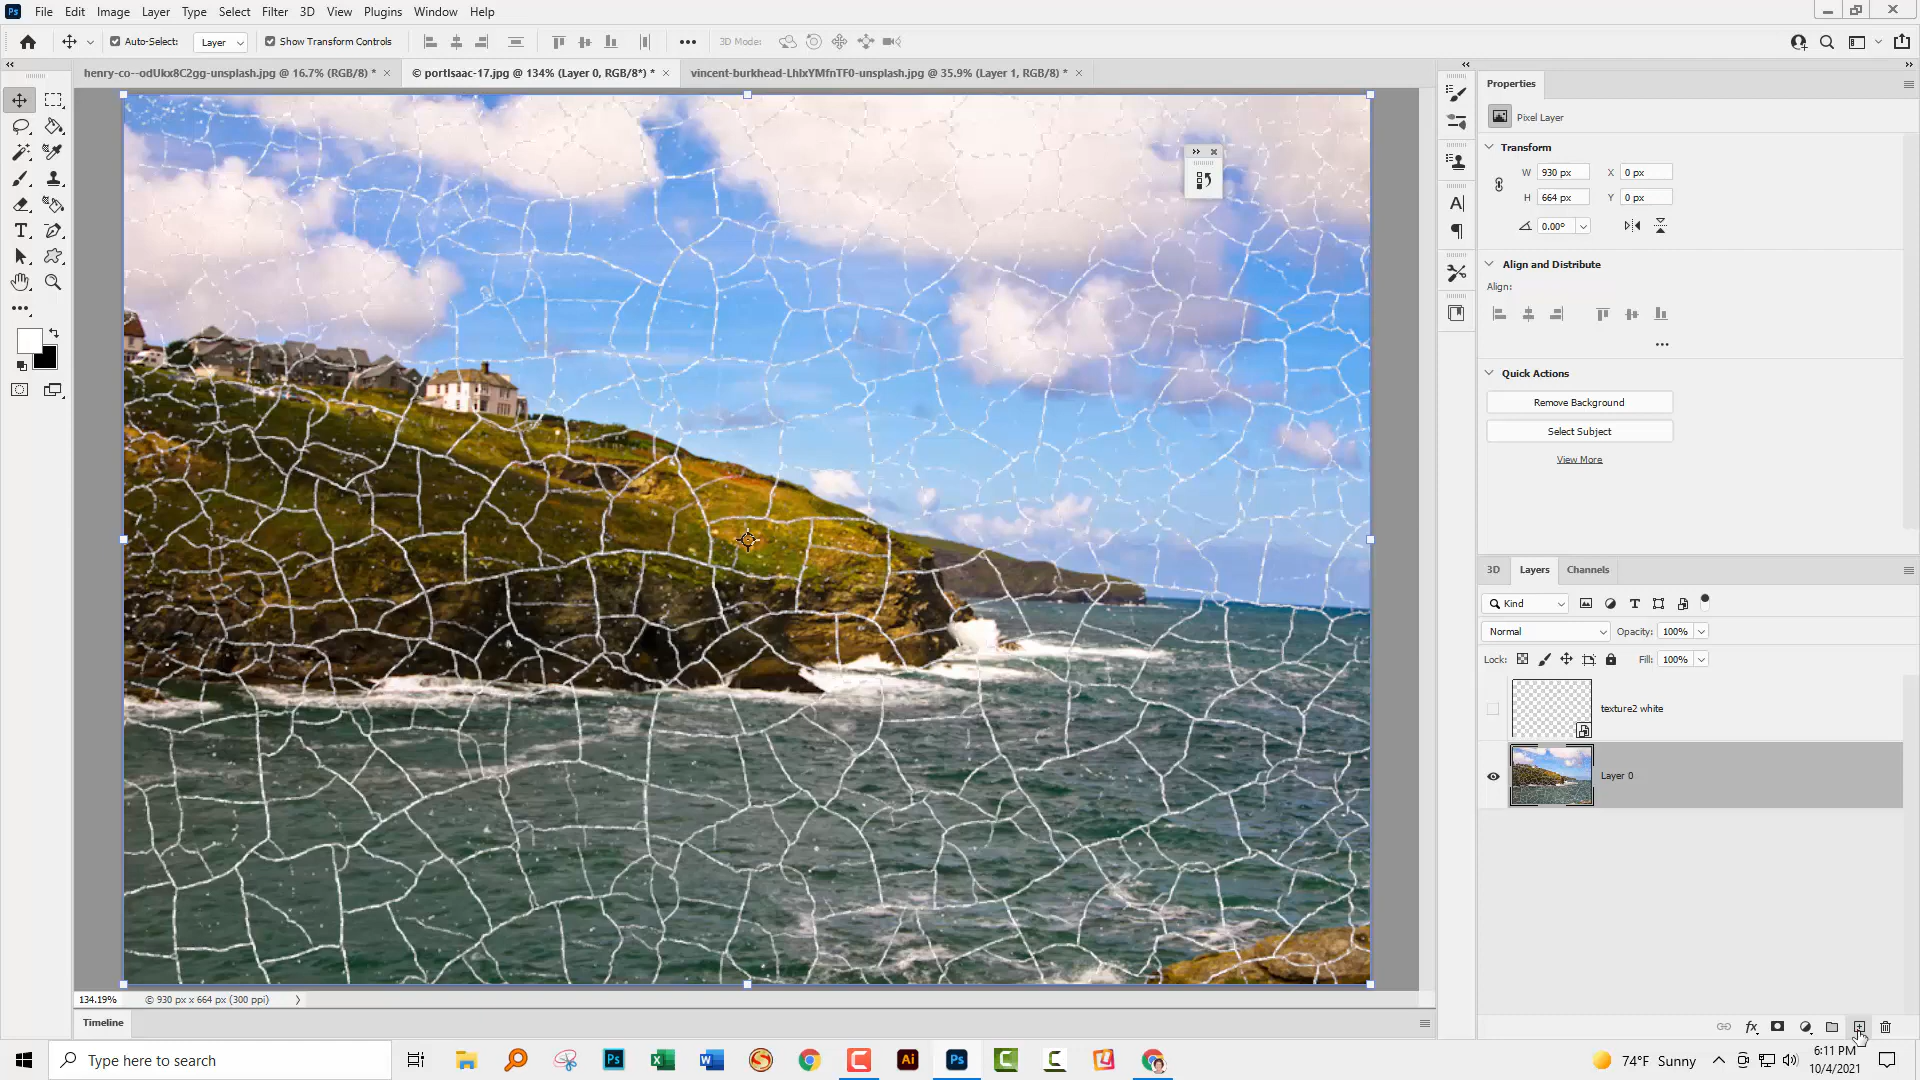 Ps File Edit Image Layer Type Select Filter 3D View Plugins Window Help
Auto-Select: Layer Show Transform Controls 3D Mode:
henry-co--odUkx8C2gg-unsplash.jpg @ 16.7% (RGB/8) * ×
© portIsaac-17.jpg @ 134% (Layer 0, RGB/8*) * ×
vincent-burkhead-LhlxYMfnTF0-unsplash.jpg @ 35.9% (Layer 1, RGB/8) * ×
Properties
Pixel Layer
Transform
W 930 px X 0 px
H 664 px Y 0 px
0.00°
Align and Distribute
Align:
Quick Actions
Remove Background
Select Subject
View More
3D Layers Channels
Kind
Normal Opacity: 100%
Lock: Fill: 100%
texture2 white
Layer 0
fx
134.19% © 930 px x 664 px (300 ppi)
Timeline
Type here to search
74°F Sunny
6:11 PM
10/4/2021